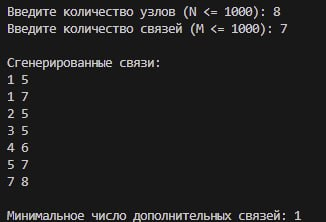 Введите количество узлов (N <= 1000): 8
Введите количество связей (M <= 1000): 7
Сгенерированные связи:
1 5
1 7
2 5
3 5
4 6
5 7
7 8
Минимальное число дополнительных связей: 1